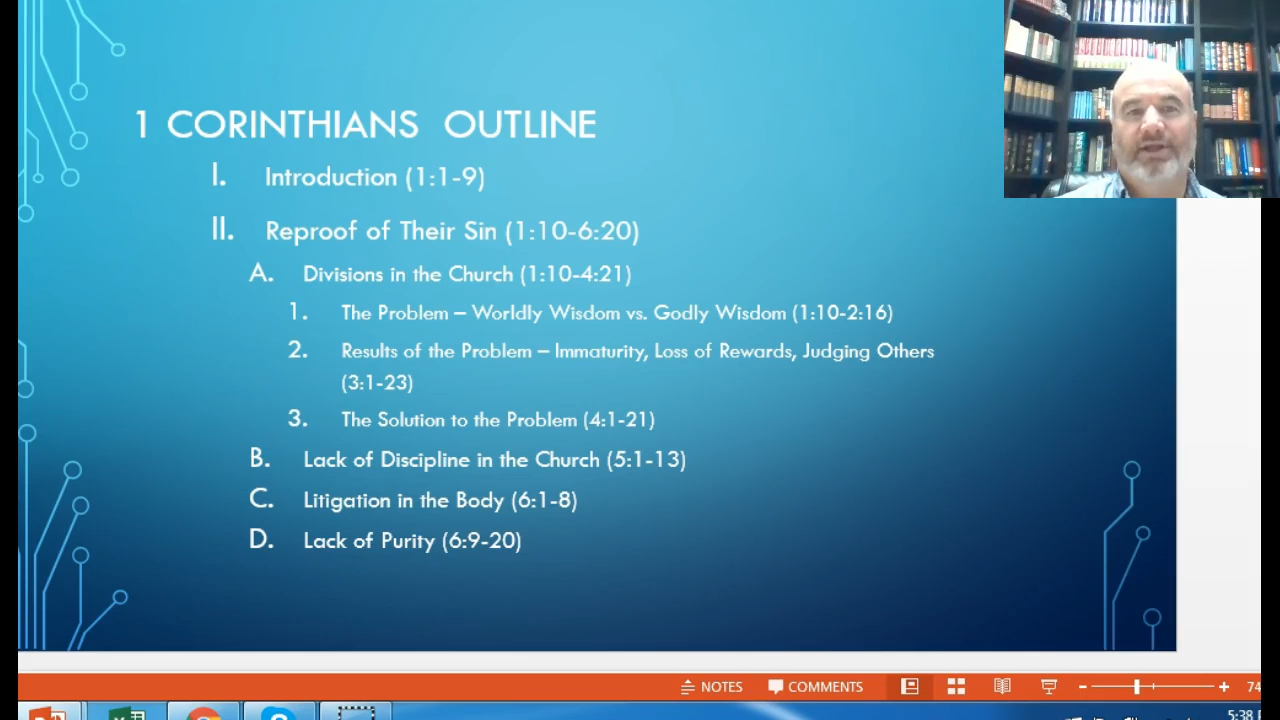 1 CORINTHIANS OUTLINE
I. Introduction (1:1-9)
II. Reproof of Their Sin (1:10-6:20)
A. Divisions in the Church (1:10-4:21)
1. The Problem – Worldly Wisdom vs. Godly Wisdom (1:10-2:16)
2. Results of the Problem – Immaturity, Loss of Rewards, Judging Others
(3:1-23)
3. The Solution to the Problem (4:1-21)
B. Lack of Discipline in the Church (5:1-13)
C. Litigation in the Body (6:1-8)
D. Lack of Purity (6:9-20)
NOTES COMMENTS 74
5:38